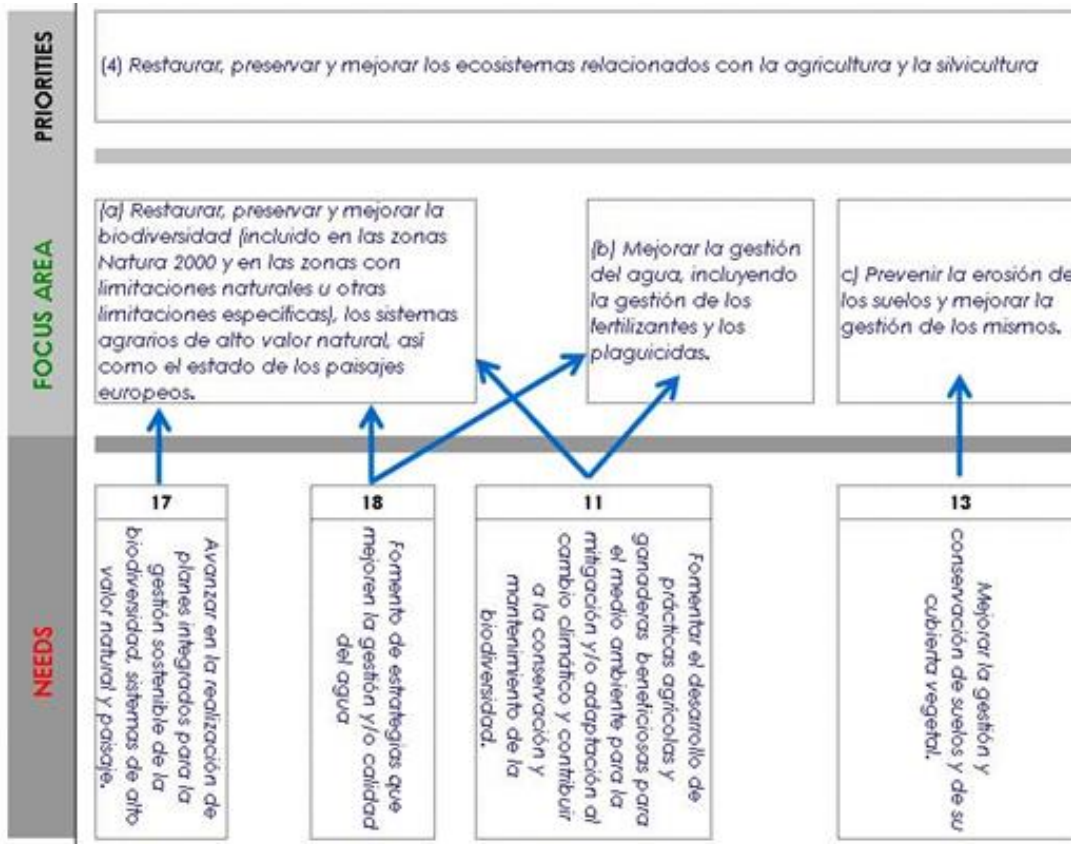 PRIORITIES
(4) Restaurar, preservar y mejorar los ecosistemas relacionados con la agricultura y la silvicultura
FOCUS AREA
(a) Restaurar, preservar y mejorar la
biodiversidad (incluido en las zonas
Natura 2000 y en las zonas con
limitaciones naturales u otras
limitaciones específicas), los sistemas
agrarios de alto valor natural, así
como el estado de los paisajes
europeos.
(b) Mejorar la gestión
del agua, incluyendo
la gestión de los
fertilizantes y los
plaguicidas.
c) Prevenir la erosión de
los suelos y mejorar la
gestión de los mismos.
NEEDS
17
Avanzar en la realización de
planes integrados para la
gestión sostenible de la
biodiversidad, sistemas de alto
valor natural y paisaje.
18
Fomento de estrategias que
mejoren la gestión y/o calidad
del agua
11
Fomentar el desarrollo de
prácticas agrícolas y
ganaderas beneficiosas para
el medio ambiente para la
mitigación y/o adaptación al
cambio climático y contribuir
a la conservación y
mantenimiento de la
biodiversidad.
13
Mejorar la gestión y
conservación de suelos y de su
cubierta vegetal.